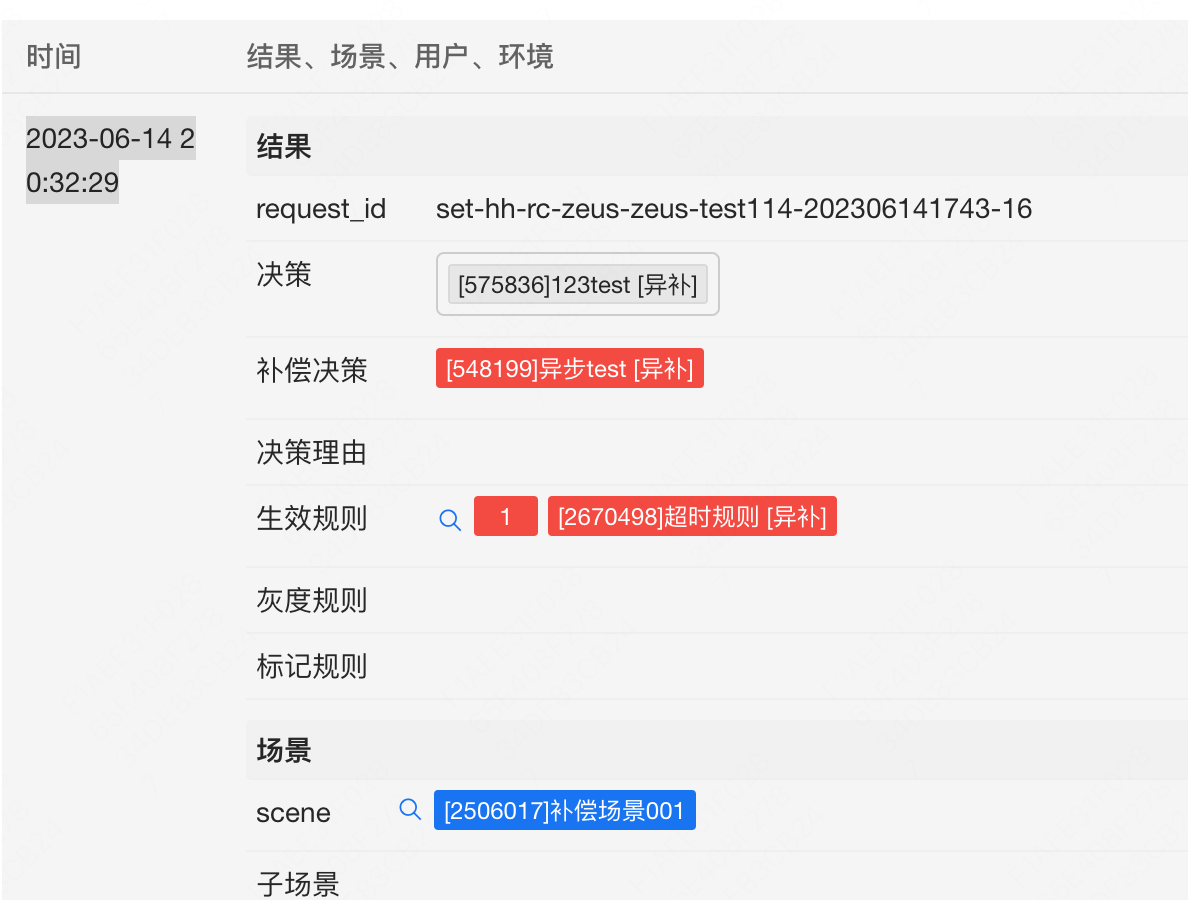 时间
结果、场景、用户、环境
2023-06-14 2
0:32:29
结果
request_id
set-hh-rc-zeus-zeus-test114-202306141743-16
决策
[575836]123test [异补]
补偿决策
[548199]异步test [异补]
决策理由
生效规则
1
[2670498]超时规则 [异补]
灰度规则
标记规则
场景
scene
[2506017]补偿场景001
子场景